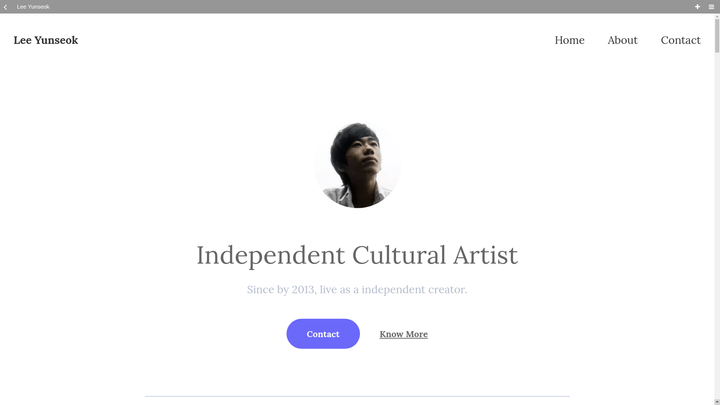 Lee Yunseok
Lee Yunseok
Home About Contact
Independent Cultural Artist
Since by 2013, live as a independent creator.
Contact Know More